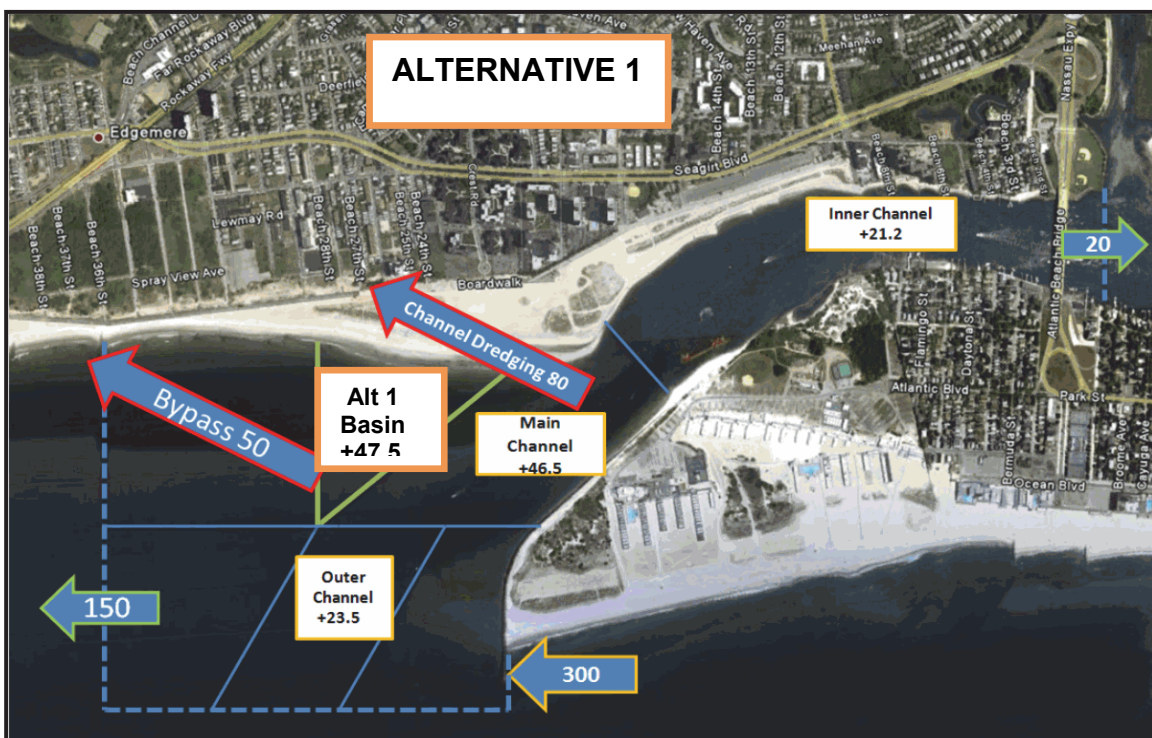 ALTERNATIVE 1
Beach Channel Dr
Far Rockaway Blvd
Rockaway Fwy
Edgemere
Deerfie
Meehan Ave
Nassau Expy
Beach 14th St
Beach 13th St
Beach 12th St
Seagirt Blvd
Crest Rd
Lewmay Rd
Spray View Ave
Boardwalk
Beach 38th St
Beach 37th St
Beach 36th St
Beach 28th St
Beach 27th St
Beach 25th St
Beach 24th St
Beach 3rd St
Inner Channel
+21.2
20
Atlantic Beach Bridge
Channel Dredging 80
Bypass 50
Alt 1
Basin
+47.5
Main
Channel
+46.5
Flamingo St
Daytona St
Atlantic Blvd
Park St
Bermuda St
Broome Ave
Cayuga Ave
Ocean Blvd
Outer
Channel
+23.5
150
300